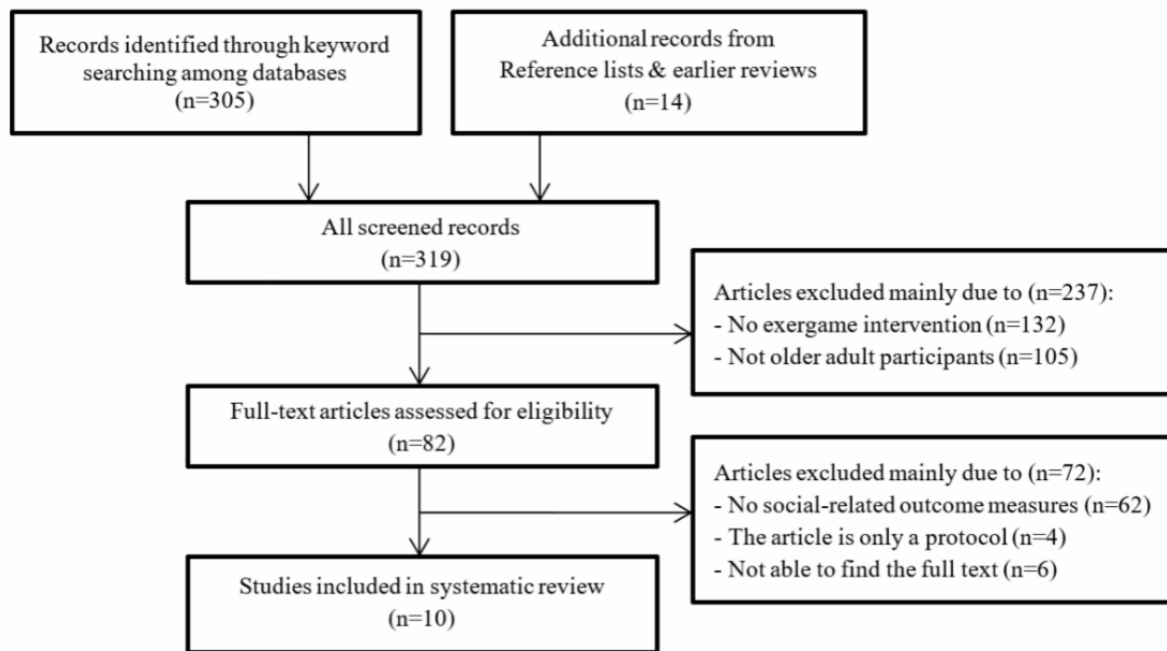 Records identified through keyword
searching among databases
(n=305)
Additional records from
Reference lists & earlier reviews
(n=14)
All screened records
(n=319)
Articles excluded mainly due to (n=237):
- No exergame intervention (n=132)
- Not older adult participants (n=105)
Full-text articles assessed for eligibility
(n=82)
Articles excluded mainly due to (n=72):
- No social-related outcome measures (n=62)
- The article is only a protocol (n=4)
- Not able to find the full text (n=6)
Studies included in systematic review
(n=10)